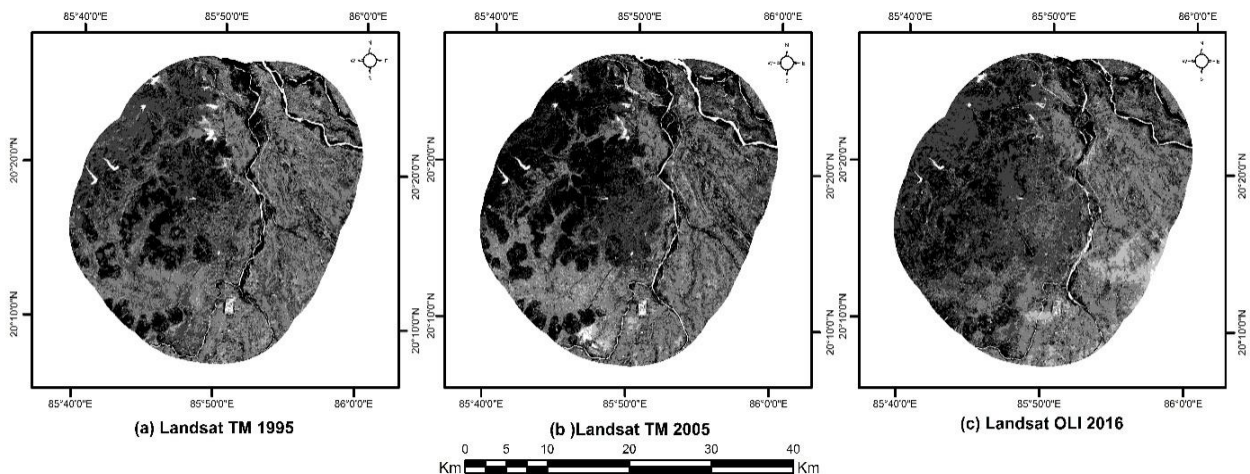 85°40'0"E 85°50'0"E 86°0'0"E
85°40'0"E 85°50'0"E 86°0'0"E
85°40'0"E 85°50'0"E 86°0'0"E
20°20'0"N 20°20'0"N 20°20'0"N 20°20'0"N 20°20'0"N 20°20'0"N
20°10'0"N 20°10'0"N 20°10'0"N 20°10'0"N 20°10'0"N 20°10'0"N
85°40'0"E 85°50'0"E 86°0'0"E
85°40'0"E 85°50'0"E 86°0'0"E
85°40'0"E 85°50'0"E 86°0'0"E
(a) Landsat TM 1995
(b )Landsat TM 2005
(c) Landsat OLI 2016
0 5 10 20 30 40
Km Km